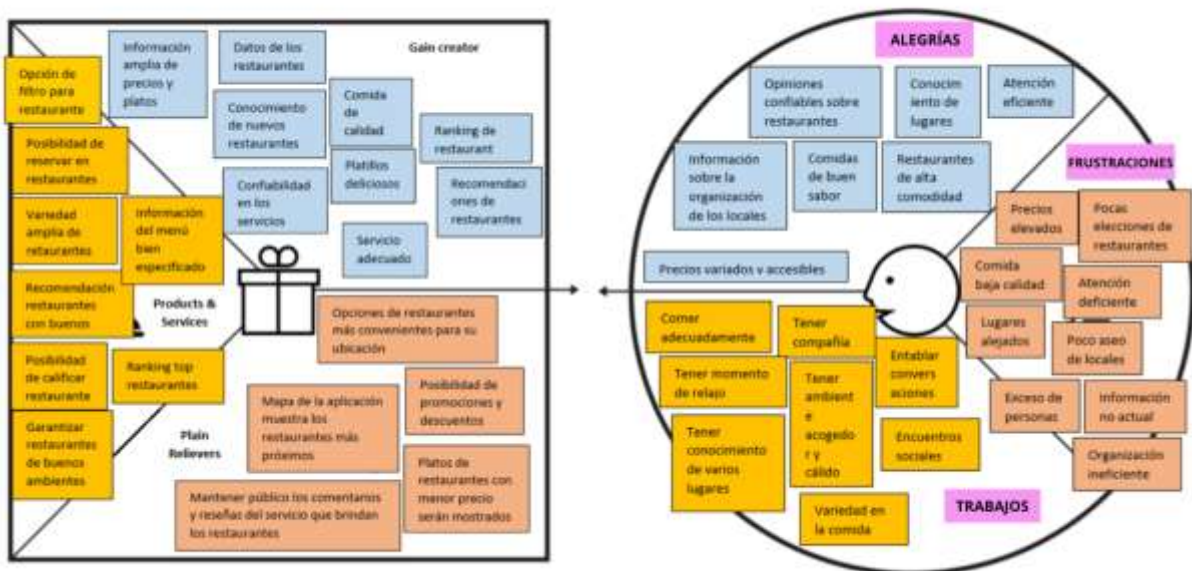 Gain creator
Información
amplia de
precios y
platos
Datos de los
restaurantes
Conocimiento
de nuevos
restaurantes
Comida
de
calidad
Ranking de
restaurant
Confiabilidad
en los
servicios
Platillos
deliciosos
Recomendaci
ones de
restaurantes
Servicio
adecuado
Opción de
filtro para
restaurante
Posibilidad
de reservar en
restaurantes
Variedad
amplia de
retaurantes
Información
del menú
bien
especificado
Recomendación
restaurantes
con buenos
Products &
Services
Posibilidad
de calificar
restaurante
Ranking top
restaurantes
Garantizar
restaurantes
de buenos
ambientes
Plain
Relievers
Opciones de restaurantes
más convenientes para su
ubicación
Mapa de la aplicación
muestra los
restaurantes más
próximos
Posibilidad de
promociones y
descuentos
Platos de
restaurantes con
menor precio
serán mostrados
Mantener público los comentarios
y reseñas del servicio que brindan
los restaurantes
ALEGRÍAS
Opiniones
confiables sobre
restaurantes
Conocim
iento de
lugares
Atención
eficiente
Información
sobre la
organización
de los locales
Comidas
de buen
sabor
Restaurantes
de alta
comodidad
Precios variados y accesibles
FRUSTRACIONES
Precios
elevados
Pocas
elecciones de
restaurantes
Comida
baja calidad
Atención
deficiente
Lugares
alejados
Poco aseo
de locales
Exceso de
personas
Información
no actual
Organización
ineficiente
Comer
adecuadamente
Tener
compañía
Tener momento
de relajo
Tener
ambient
e
acogedo
r y
cálido
Entablar
convers
aciones
Tener
conocimiento
de varios
lugares
Encuentros
sociales
Variedad en
la comida
TRABAJOS